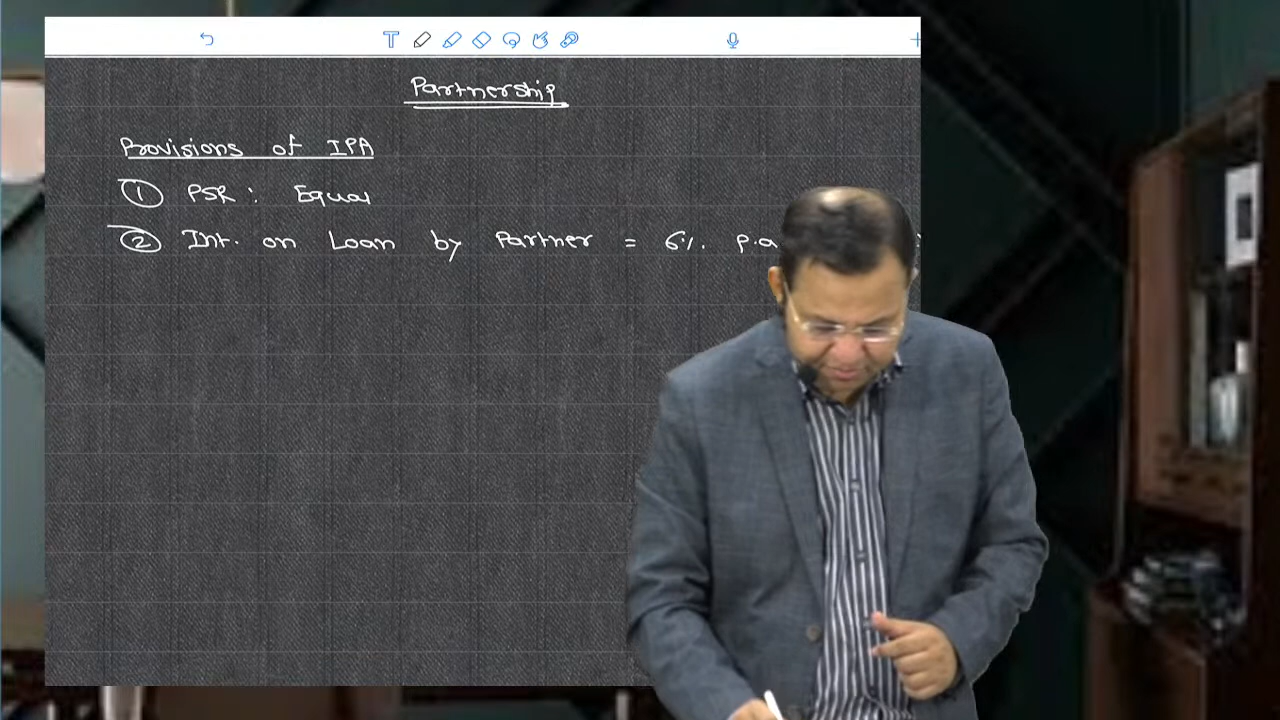 Partnership
Provisions of IPA
① PSR : Equal
② Int. on Loan by Partner = 6% p.a